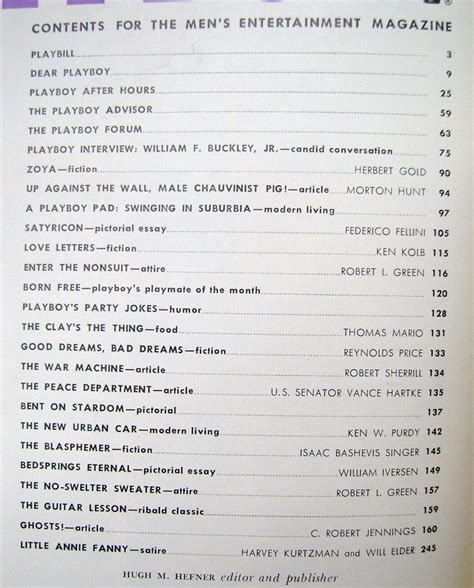 CONTENTS FOR THE MEN'S ENTERTAINMENT MAGAZINE
PLAYBILL 3
DEAR PLAYBOY 9
PLAYBOY AFTER HOURS 25
THE PLAYBOY ADVISOR 59
THE PLAYBOY FORUM 63
PLAYBOY INTERVIEW: WILLIAM F. BUCKLEY, JR.—candid conversation 75
ZOYA—fiction HERBERT GOLD 90
UP AGAINST THE WALL, MALE CHAUVINIST PIG!—article MORTON HUNT 94
A PLAYBOY PAD: SWINGING IN SUBURBIA—modern living 97
SATYRICON—pictorial essay FEDERICO FELLINI 105
LOVE LETTERS—fiction KEN KOLB 115
ENTER THE NONSUIT—attire ROBERT L. GREEN 116
BORN FREE—playboy's playmate of the month 120
PLAYBOY'S PARTY JOKES—humor 128
THE CLAY'S THE THING—food THOMAS MARIO 131
GOOD DREAMS, BAD DREAMS—fiction REYNOLDS PRICE 133
THE WAR MACHINE—article ROBERT SHERRILL 134
THE PEACE DEPARTMENT—article U.S. SENATOR VANCE HARTKE 135
BENT ON STARDOM—pictorial 137
THE NEW URBAN CAR—modern living KEN W. PURDY 142
THE BLASPHEMER—fiction ISAAC BASHEVIS SINGER 145
BEDSPRINGS ETERNAL—pictorial essay WILLIAM IVERSEN 149
THE NO-SWELTER SWEATER—attire ROBERT L. GREEN 157
THE GUITAR LESSON—ribald classic 159
GHOSTS!—article C. ROBERT JENNINGS 160
LITTLE ANNIE FANNY—satire HARVEY KURTZMAN and WILL ELDER 245
HUGH M. HEFNER editor and publisher